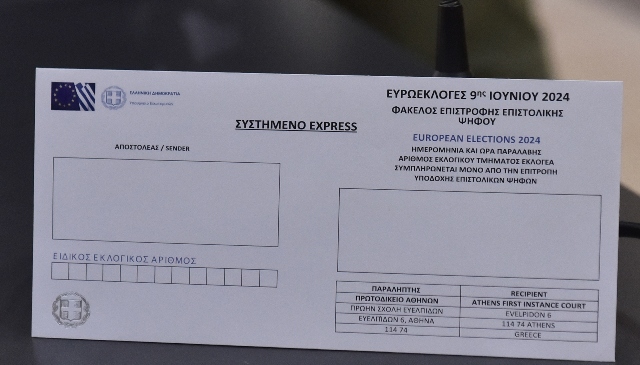 ΕΛΛΗΝΙΚΗ ΔΗΜΟΚΡΑΤΙΑ
ΣΥΣΤΗΜΕΝΟ EXPRESS
ΑΠΟΣΤΟΛΕΑΣ / SENDER
ΕΙΔΙΚΟΣ ΕΚΛΟΓΙΚΟΣ ΑΡΙΘΜΟΣ
ΕΥΡΩΕΚΛΟΓΕΣ 9ης ΙΟΥΝΙΟΥ 2024
ΦΑΚΕΛΟΣ ΕΠΙΣΤΡΟΦΗΣ ΕΠΙΣΤΟΛΙΚΗΣ
ΨΗΦΟΥ
EUROPEAN ELECTIONS 2024
ΗΜΕΡΟΜΗΝΙΑ ΚΑΙ ΩΡΑ ΠΑΡΑΛΑΒΗΣ
ΑΡΙΘΜΟΣ ΕΚΛΟΓΙΚΟΥ ΤΜΗΜΑΤΟΣ ΕΚΛΟΓΕΑ
ΣΥΜΠΛΗΡΩΝΕΤΑΙ ΜΟΝΟ ΑΠΟ ΤΗΝ ΕΠΙΤΡΟΠΗ
ΥΠΟΔΟΧΗΣ ΕΠΙΣΤΟΛΙΚΩΝ ΨΗΦΩΝ
ΠΑΡΑΛΗΠΤΗΣ RECIPIENT
ΠΡΩΤΟΔΙΚΕΙΟ ΑΘΗΝΩΝ ATHENS FIRST INSTANCE COURT
ΠΡΩΗΝ ΣΧΟΛΗ ΕΥΕΛΠΙΔΩΝ EVELPIDON 6
ΕΥΕΛΠΙΔΩΝ 6, ΑΘΗΝΑ 114 74 ATHENS
114 74 GREECE